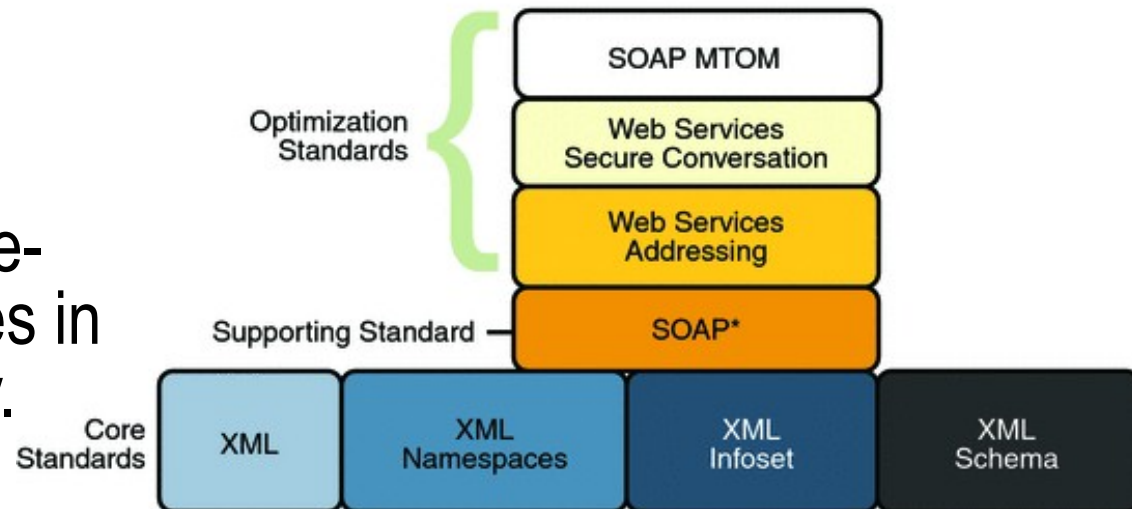 SOAP MTOM
Optimization
Standards
Web Services
Secure Conversation
Web Services
Addressing
Supporting Standard
SOAP*
Core
Standards
XML
XML
Namespaces
XML
Infoset
XML
Schema
e-
es in